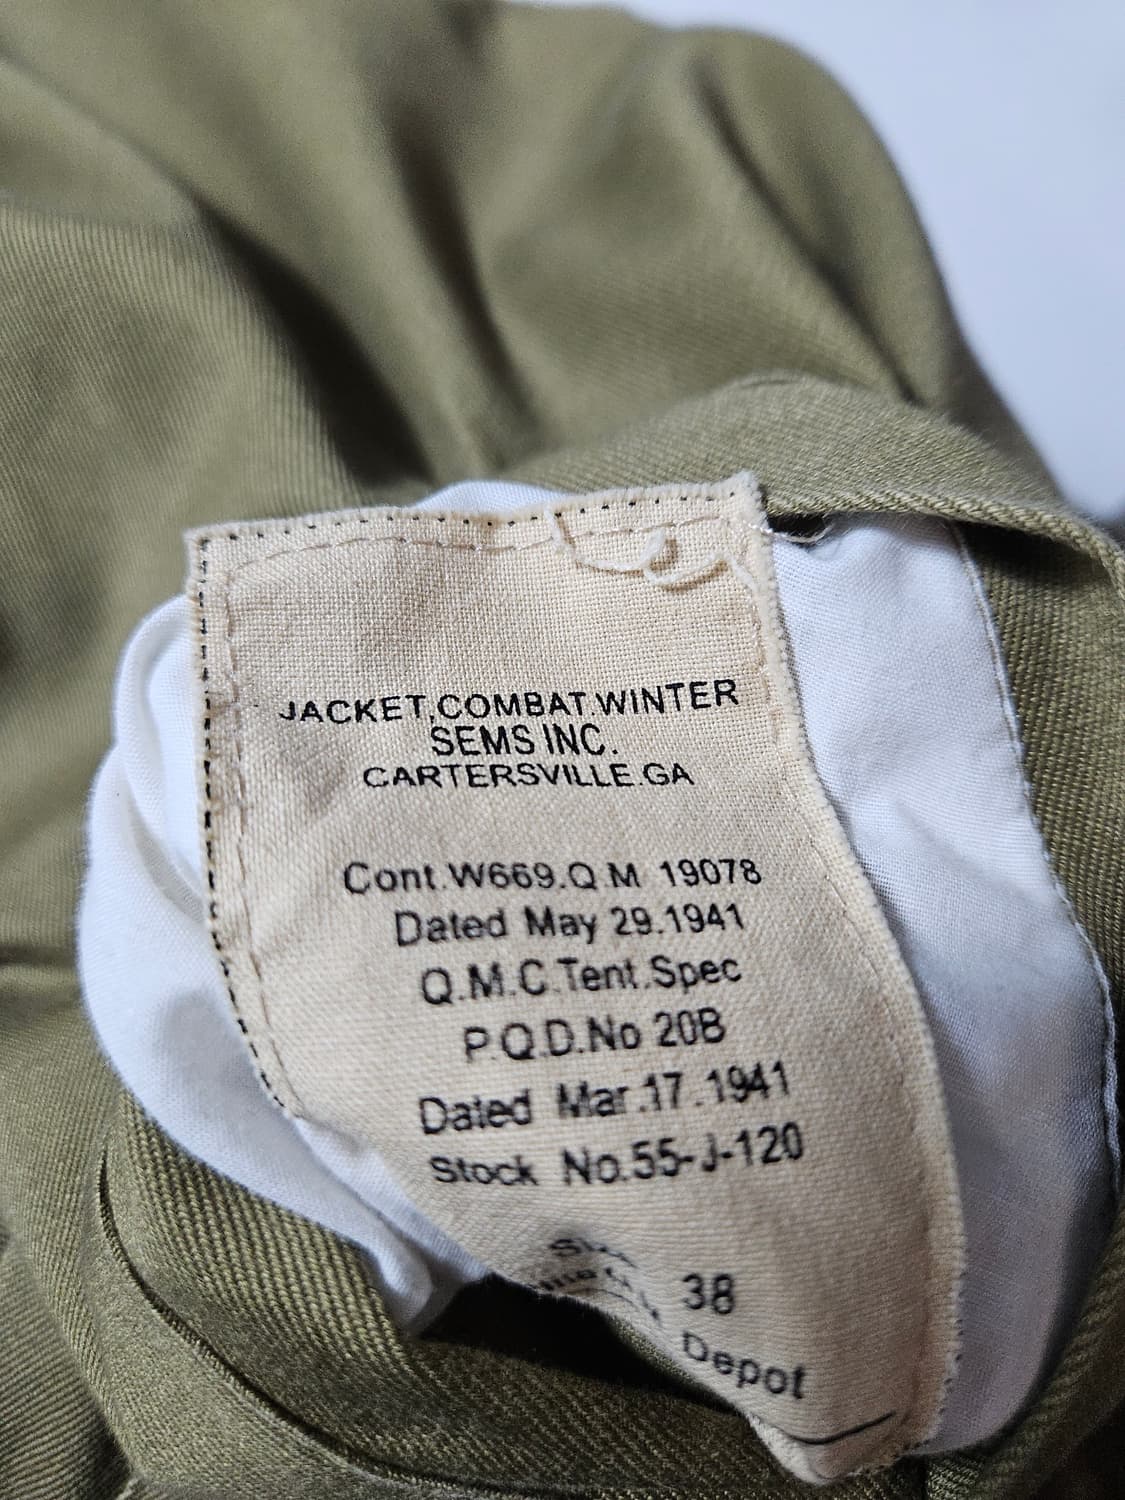 JACKET,COMBAT.WINTER
SEMS INC.
CARTERSVILLE.GA
Cont.W669.Q.M 19078
Dated May 29.1941
Q.M.C.Tent.Spec
P.Q.D.No 20B
Dated Mar.17.1941
Stock No.55-J-120
38
Depot